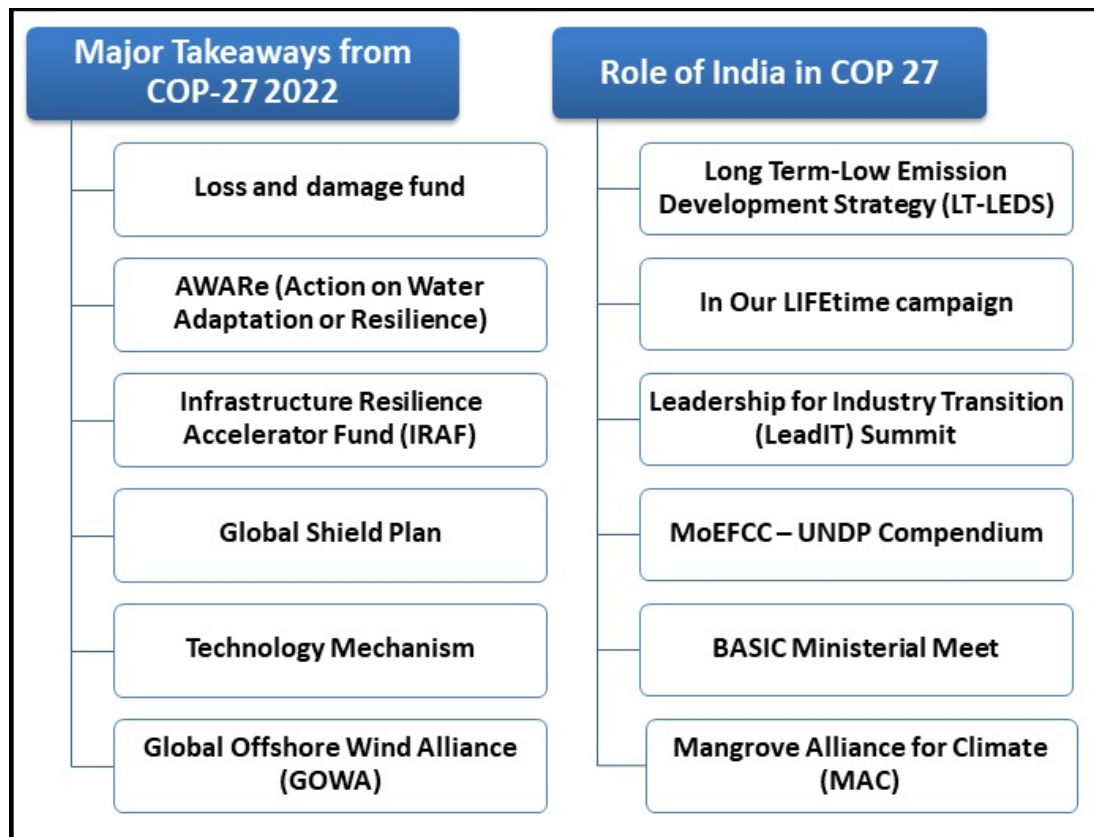 Major Takeaways from
COP-27 2022
Loss and damage fund
AWARe (Action on Water
Adaptation or Resilience)
Infrastructure Resilience
Accelerator Fund (IRAF)
Global Shield Plan
Technology Mechanism
Global Offshore Wind Alliance
(GOWA)
Role of India in COP 27
Long Term-Low Emission
Development Strategy (LT-LEDS)
In Our LIFEtime campaign
Leadership for Industry Transition
(LeadIT) Summit
MoEFCC – UNDP Compendium
BASIC Ministerial Meet
Mangrove Alliance for Climate
(MAC)